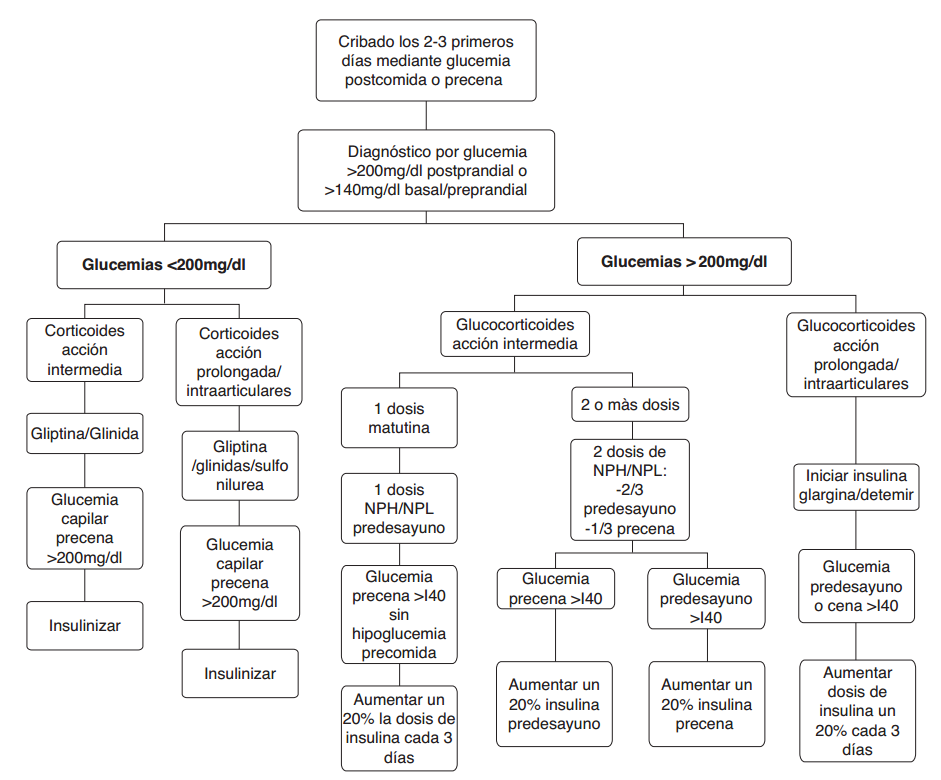 Cribado los 2-3 primeros
días mediante glucemia
postcomida o precena
Diagnóstico por glucemia
>200mg/dl postprandial o
>140mg/dl basal/preprandial
Glucemias <200mg/dl
Corticoides
acción
intermedia
Gliptina/Glinida
Glucemia
capilar
precena
>200mg/dl
Insulinizar
Corticoides
acción
prolongada/
intraarticulares
Gliptina
/glinidas/sulfo
nilurea
Glucemia
capilar
precena
>200mg/dl
Insulinizar
Glucemias > 200mg/dl
Glucocorticoides
acción intermedia
1 dosis
matutina
1 dosis
NPH/NPL
predesayuno
Glucemia
precena >I40
sin
hipoglucemia
precomida
Aumentar un
20% la dosis de
insulina cada 3
días
2 o màs dosis
2 dosis de
NPH/NPL:
-2/3
predesayuno
-1/3 precena
Glucemia
precena >I40
Aumentar un
20% insulina
predesayuno
Glucemia
predesayuno
>I40
Aumentar un
20% insulina
precena
Glucocorticoides
acción
prolongada/
intraarticulares
Iniciar insulina
glargina/detemir
Glucemia
predesayuno
o cena >I40
Aumentar
dosis de
insulina un
20% cada 3
días